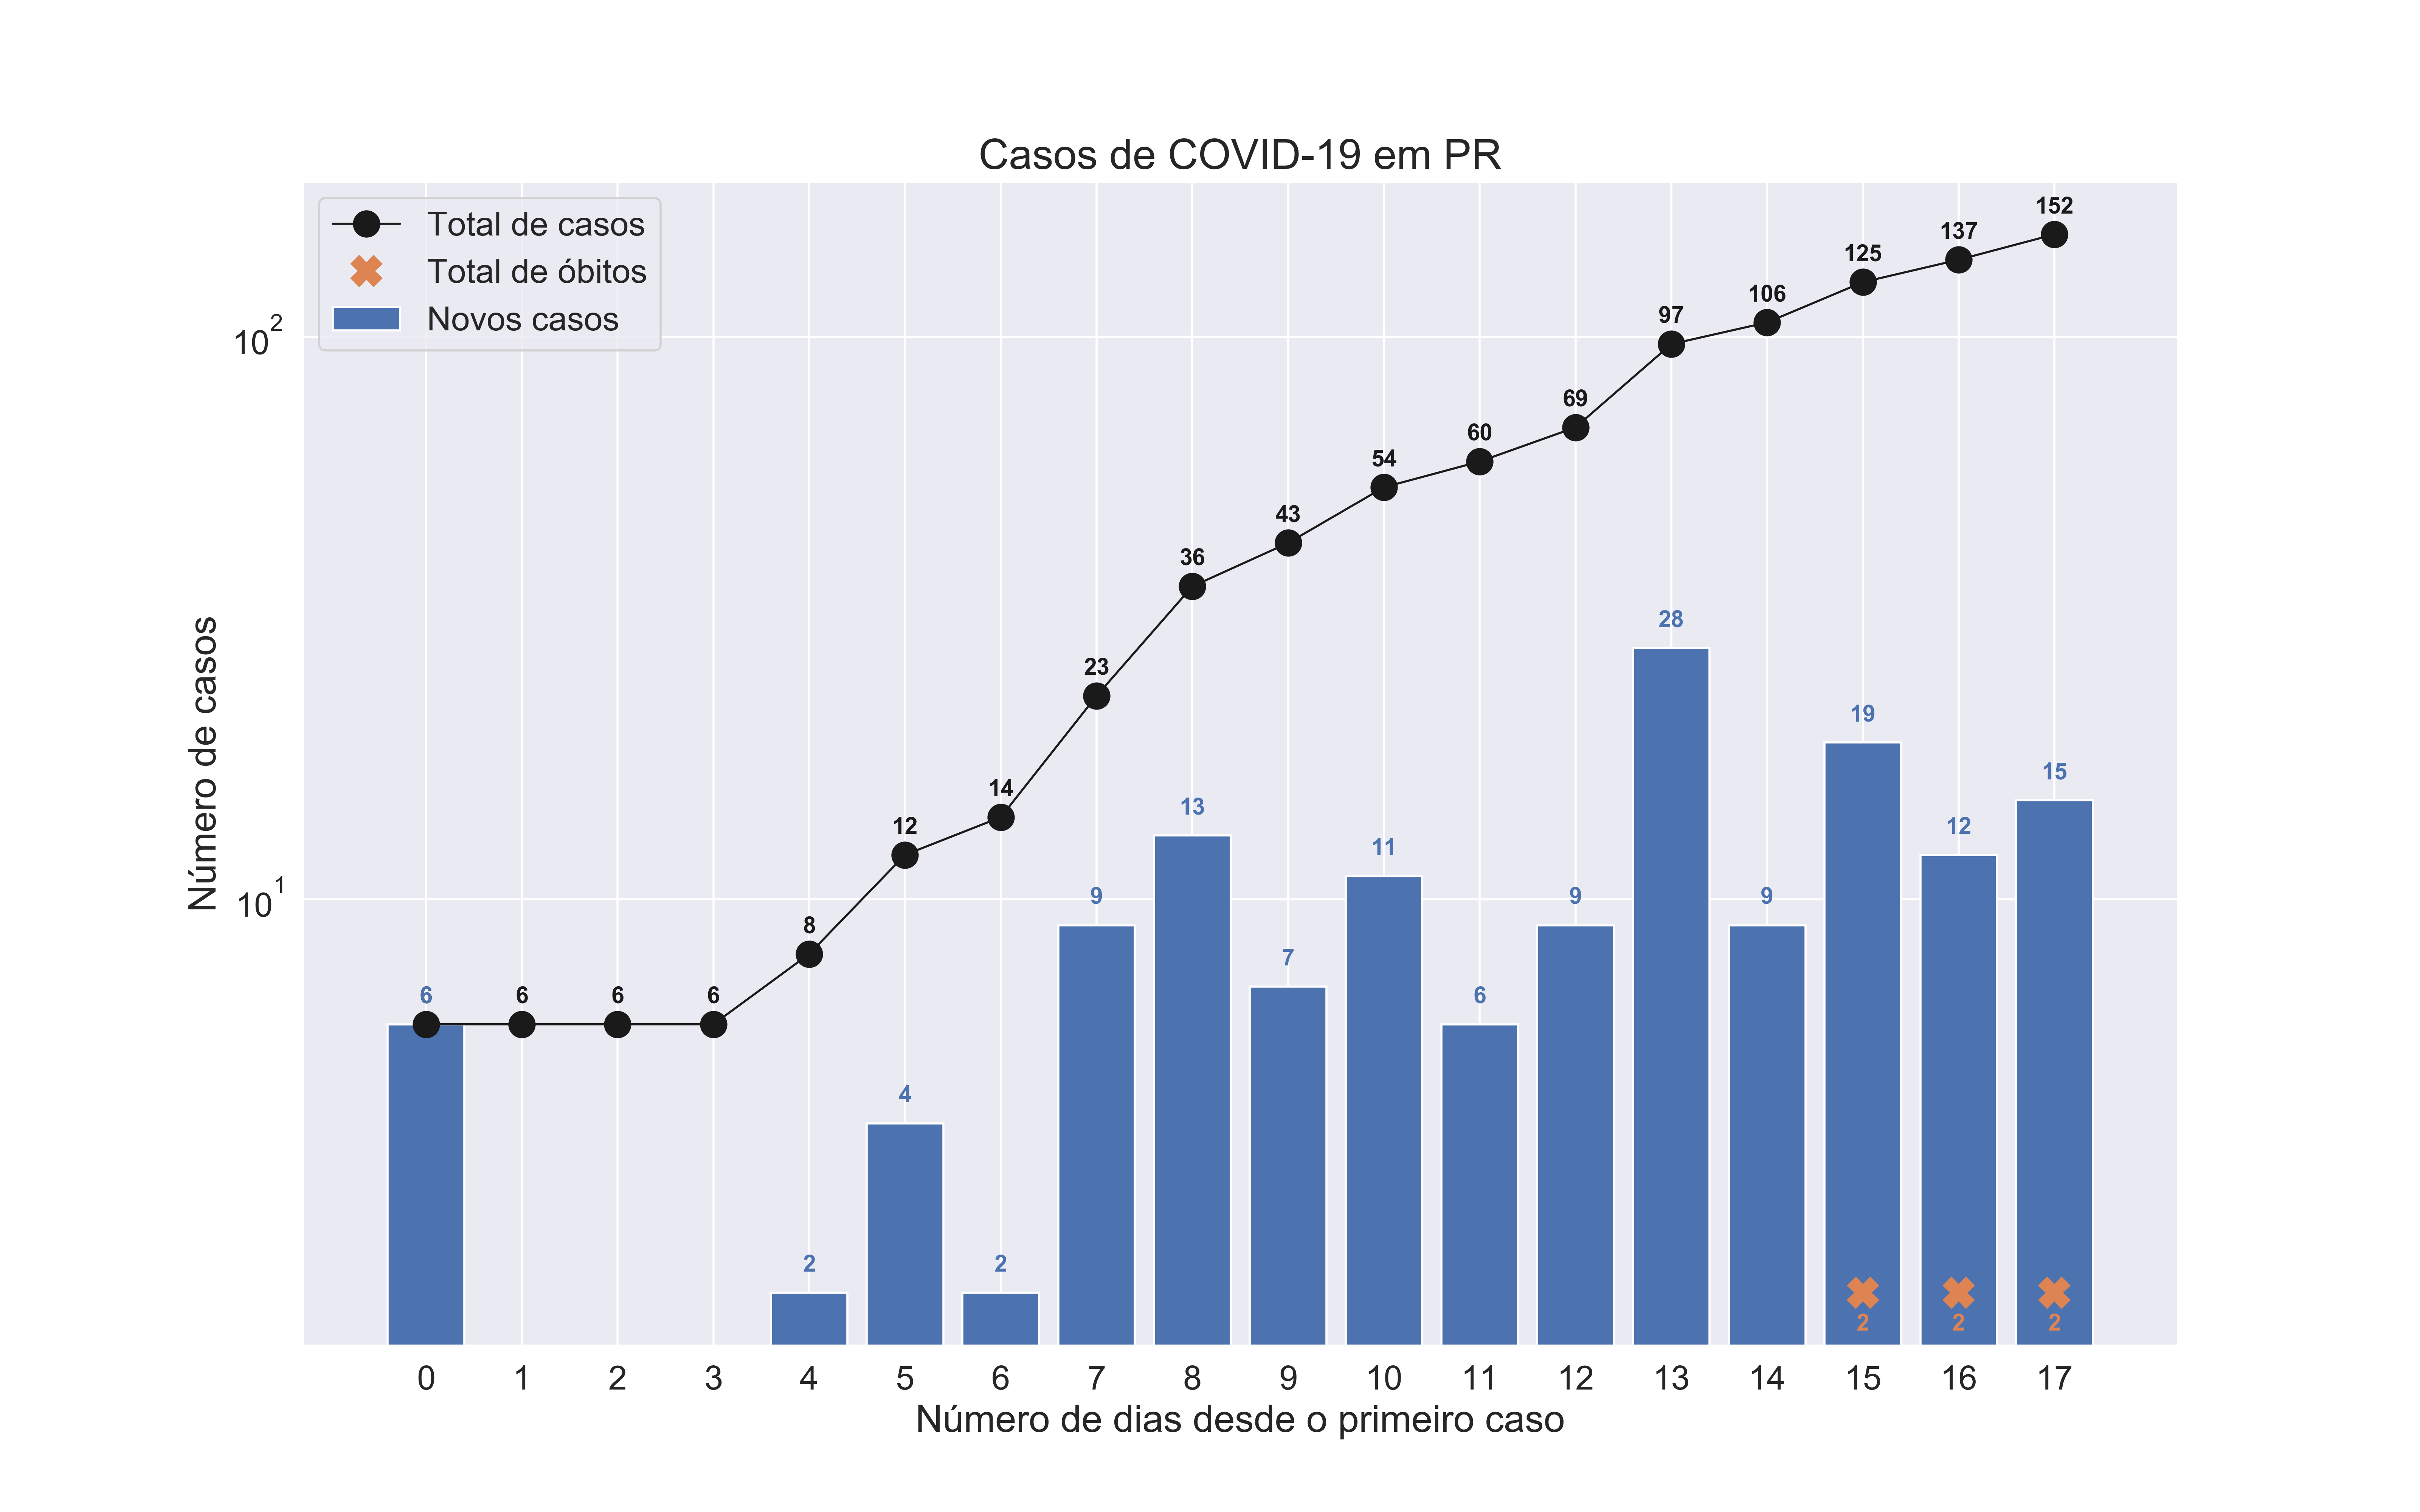 Casos de COVID-19 em PR
Total de casos
Total de óbitos
Novos casos
Número de casos
10²
10¹
6 6 6 6 8 12 14 23 36 43 54 60 69 97 106 125 137 152
2 4 2 9 13 7 11 6 9 28 9 19 12 15
2 2 2
0 1 2 3 4 5 6 7 8 9 10 11 12 13 14 15 16 17
Número de dias desde o primeiro caso